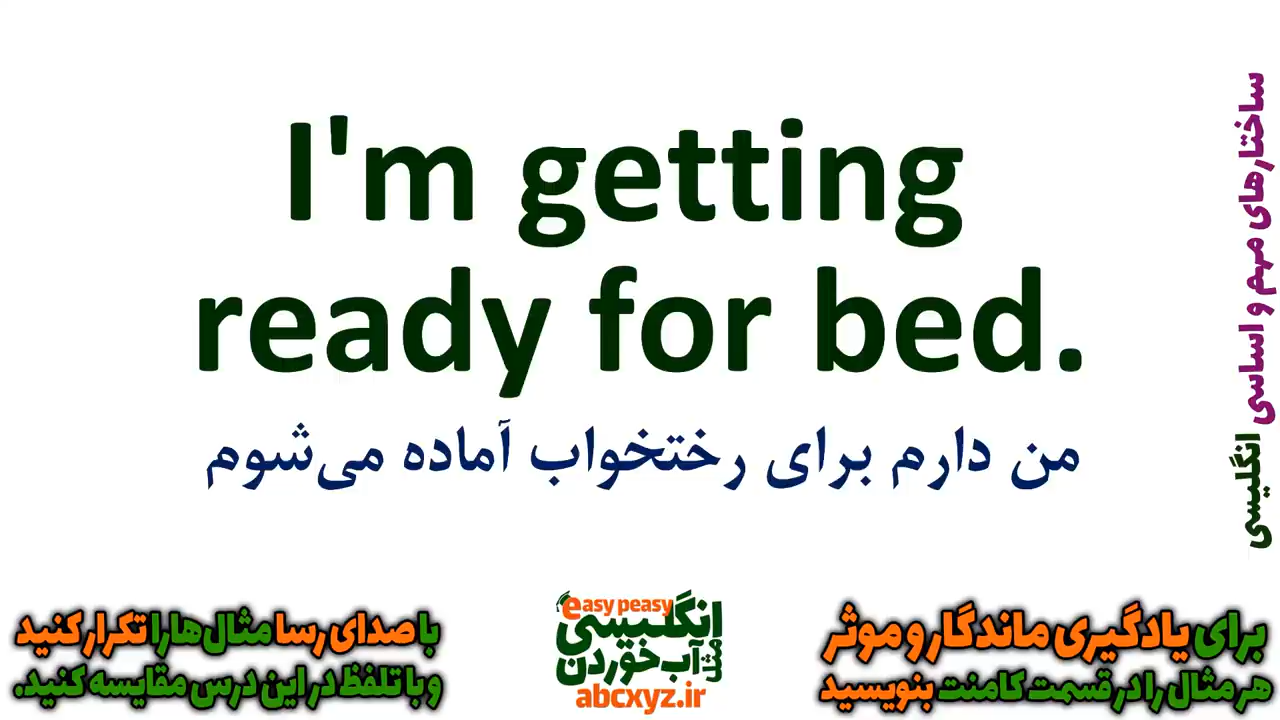 I'm getting
ready for bed.
من دارم برای رختخواب آماده می‌شوم
ساختارهای مهم و اساسی انگلیسی
برای یادگیری ماندگار و موثر
هر مثال را در قسمت کامنت بنویسید
easy peasy
انگلیسی
مثل آب خوردن
abcxyz.ir
با صدای رسا مثال‌ها را تکرار کنید
و با تلفظ در این درس مقایسه کنید.